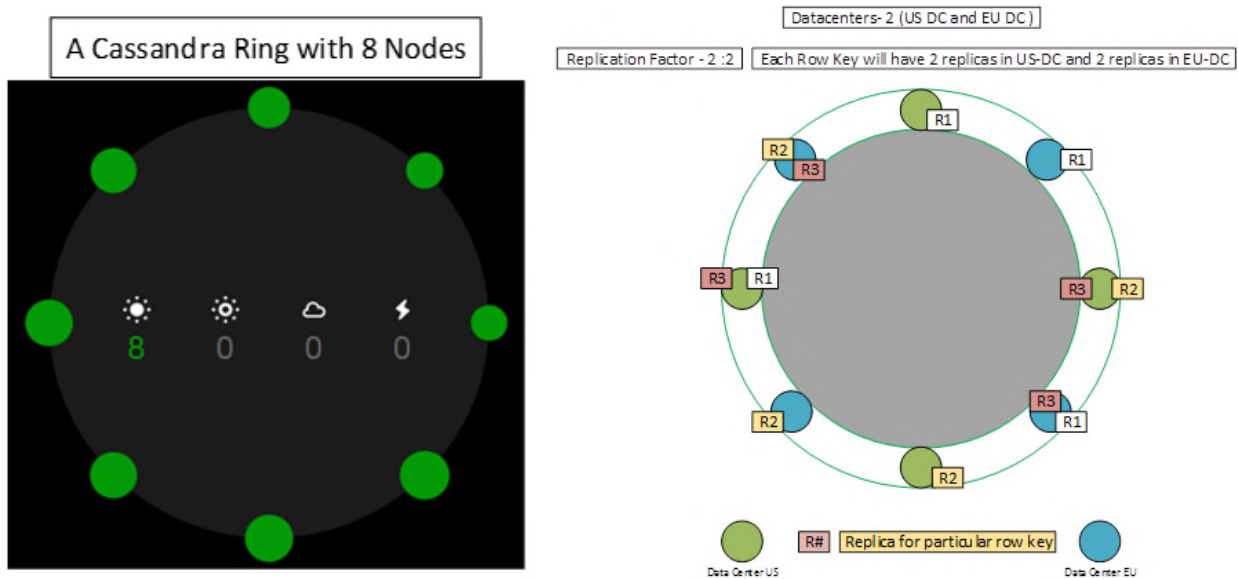 A Cassandra Ring with 8 Nodes
8 0 0 0
Datacenters- 2 (US DC and EU DC )
Replication Factor - 2 :2
Each Row Key will have 2 replicas in US-DC and 2 replicas in EU-DC
R1
R2
R3
R1
R3
R1
R3
R2
R2
R3
R1
R2
R2
R#
Replica for particular row key
Data Center US
Data Center EU